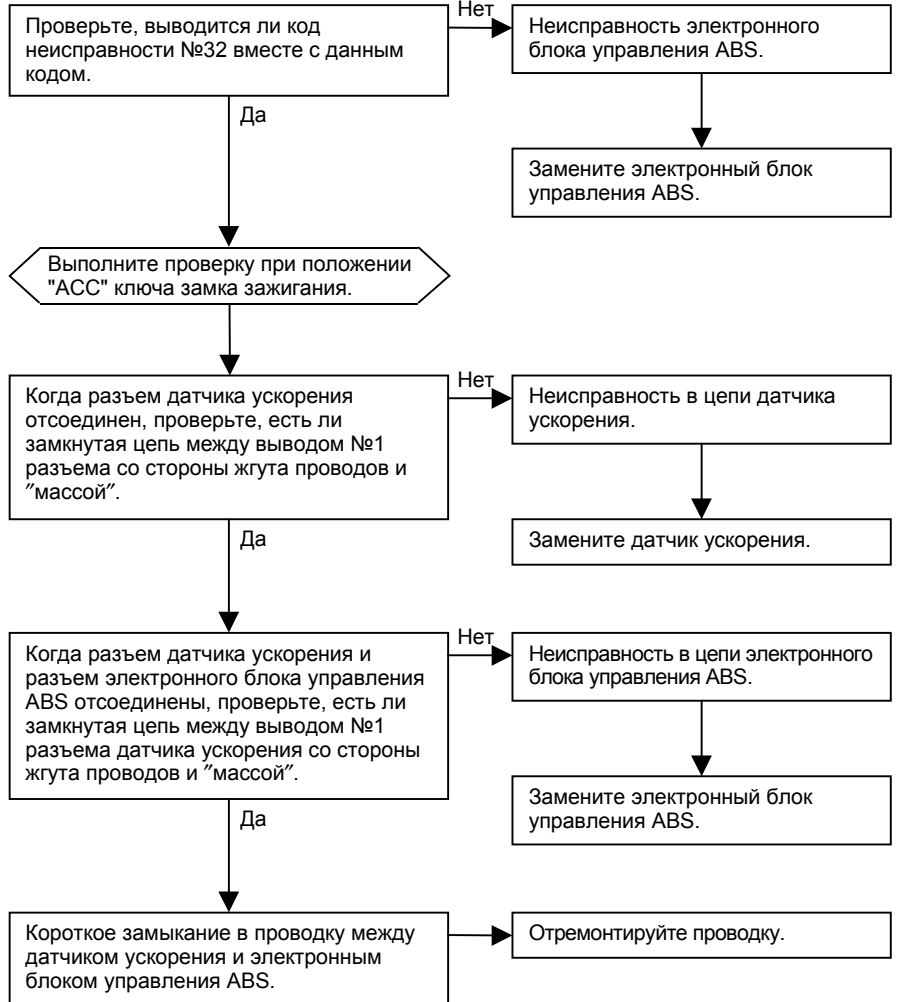 Проверьте, выводится ли код
неисправности №32 вместе с данным
кодом.
Нет
Неисправность электронного
блока управления ABS.
Да
Замените электронный блок
управления ABS.
Выполните проверку при положении
"ACC" ключа замка зажигания.
Когда разъем датчика ускорения
отсоединен, проверьте, есть ли
замкнутая цепь между выводом №1
разъема со стороны жгута проводов и
″массой″.
Нет
Неисправность в цепи датчика
ускорения.
Да
Замените датчик ускорения.
Когда разъем датчика ускорения и
разъем электронного блока управления
ABS отсоединены, проверьте, есть ли
замкнутая цепь между выводом №1
разъема датчика ускорения со стороны
жгута проводов и ″массой″.
Нет
Неисправность в цепи электронного
блока управления ABS.
Да
Замените электронный блок
управления ABS.
Короткое замыкание в проводку между
датчиком ускорения и электронным
блоком управления ABS.
Отремонтируйте проводку.